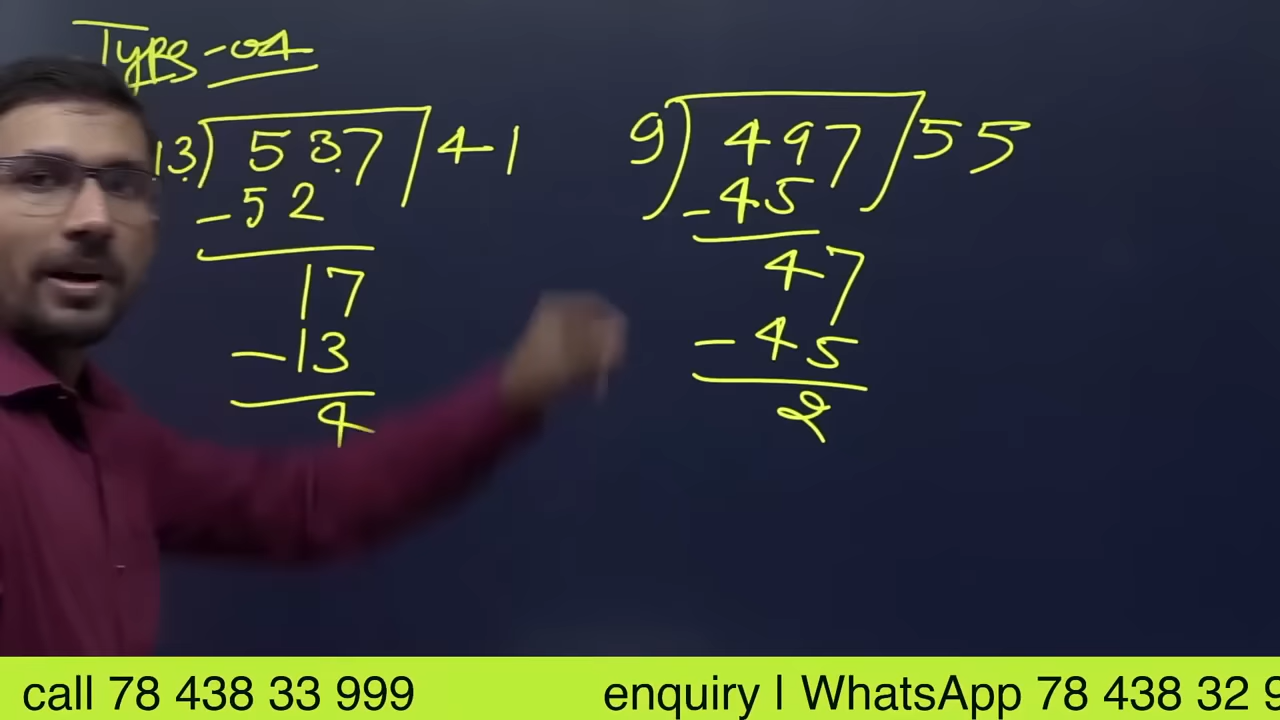 Type-04
13) 537 ) 41
-52
17
-13
4
9) 497 ) 55
-45
47
-45
2
call 78 438 33 999
enquiry | WhatsApp 78 438 32 9